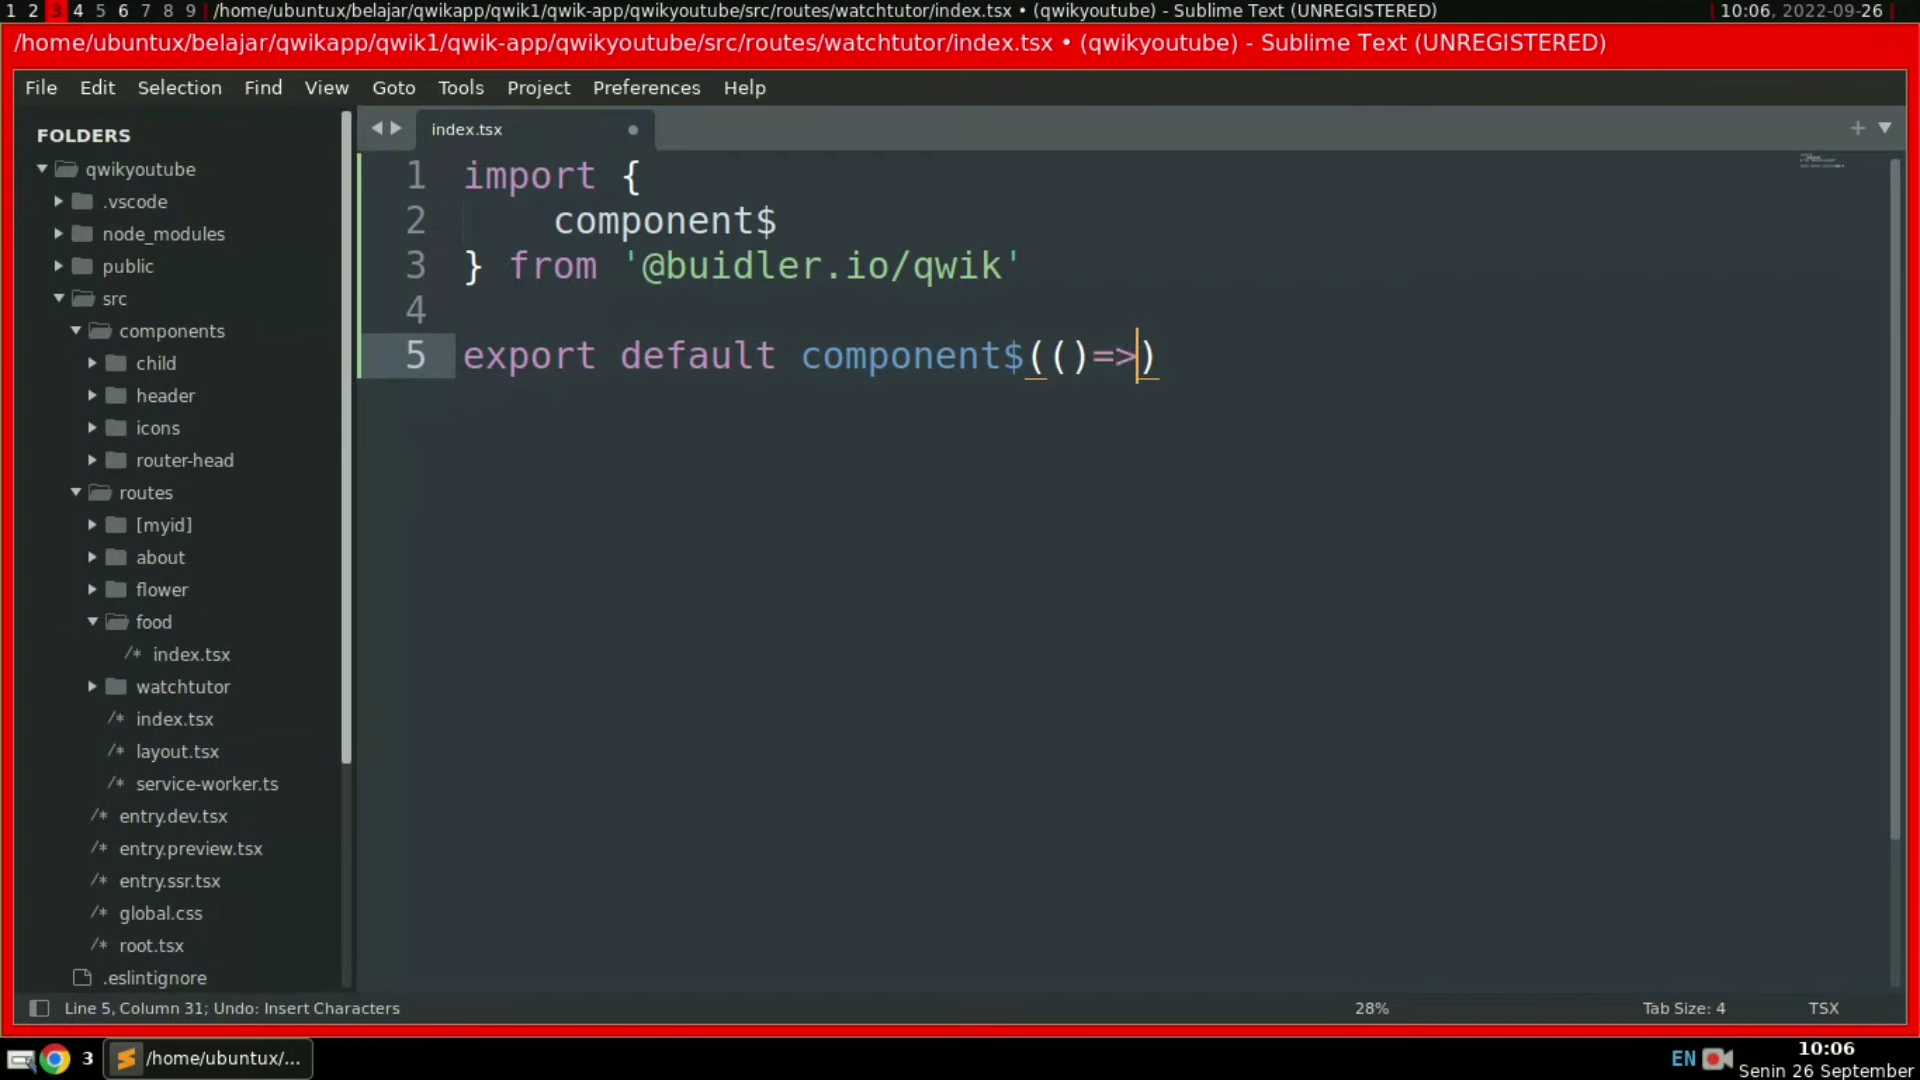 1 2 3 4 5 6 7 8 9 /home/ubuntux/belajar/qwikapp/qwik1/qwik-app/qwikyoutube/src/routes/watchtutor/index.tsx • (qwikyoutube) - Sublime Text (UNREGISTERED) 10:06, 2022-09-26
/home/ubuntux/belajar/qwikapp/qwik1/qwik-app/qwikyoutube/src/routes/watchtutor/index.tsx • (qwikyoutube) - Sublime Text (UNREGISTERED)
File Edit Selection Find View Goto Tools Project Preferences Help
FOLDERS
qwikyoutube
.vscode
node_modules
public
src
components
child
header
icons
router-head
routes
[myid]
about
flower
food
/* index.tsx
watchtutor
/* index.tsx
/* layout.tsx
/* service-worker.ts
/* entry.dev.tsx
/* entry.preview.tsx
/* entry.ssr.tsx
/* global.css
/* root.tsx
.eslintignore
index.tsx
1 import {
2     component$
3 } from '@buidler.io/qwik'
4
5 export default component$(()=>)
Line 5, Column 31; Undo: Insert Characters 28% Tab Size: 4 TSX
3 /home/ubuntux/... EN 10:06
Senin 26 September